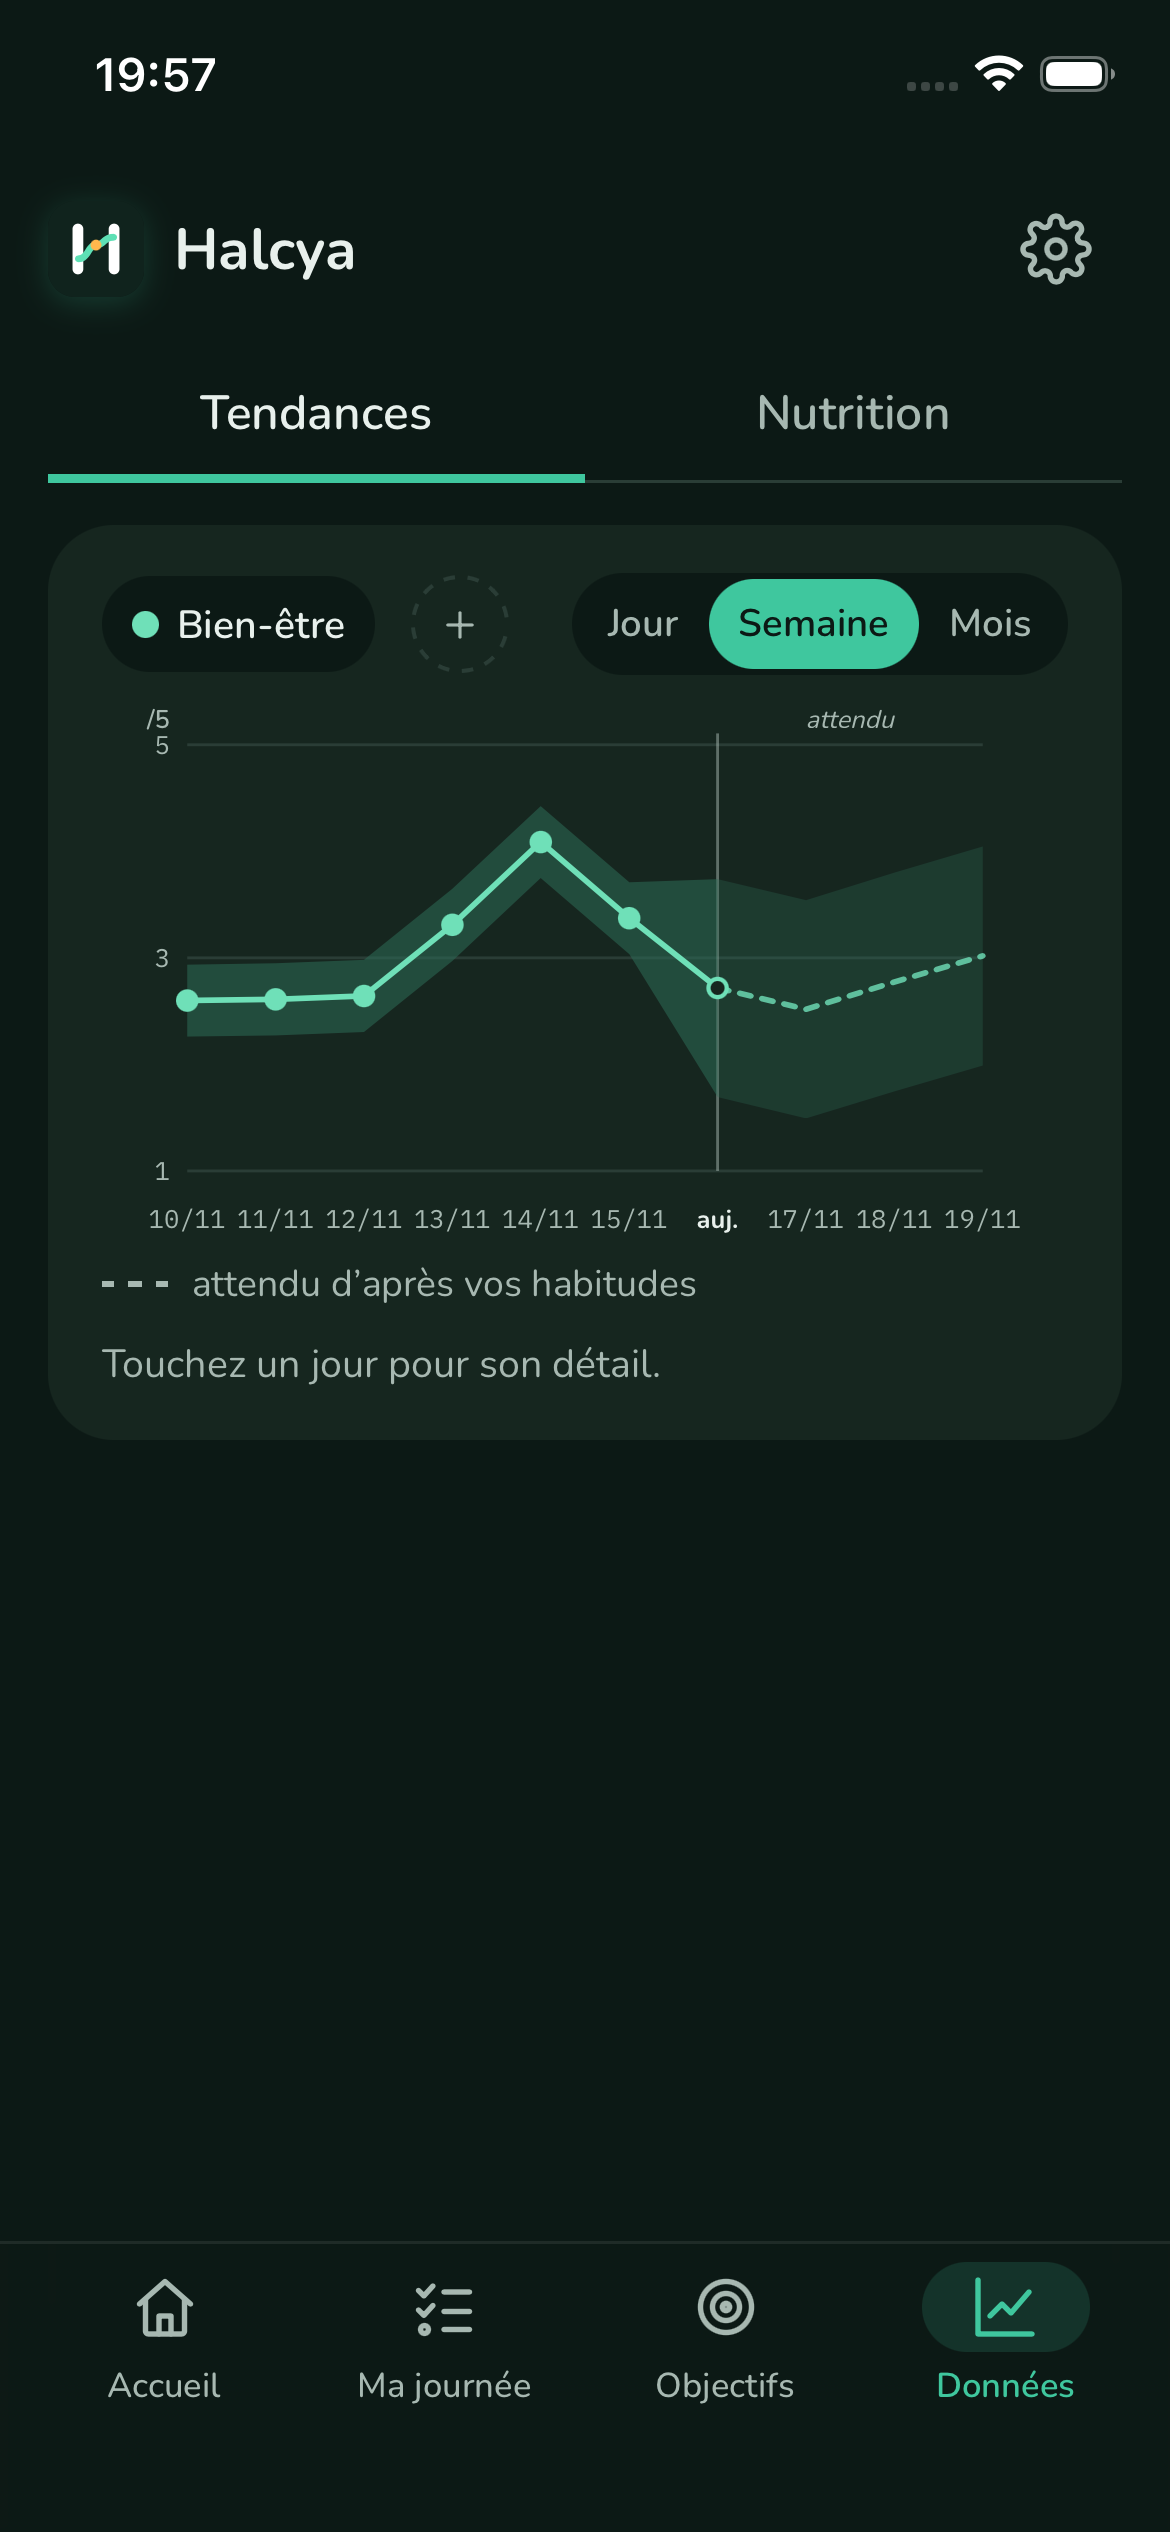 19:57
Halcya
Tendances Nutrition
Bien-être + Jour Semaine Mois
/5 attendu
5
3
1
10/11 11/11 12/11 13/11 14/11 15/11 auj. 17/11 18/11 19/11
attendu d’après vos habitudes
Touchez un jour pour son détail.
Accueil Ma journée Objectifs Données